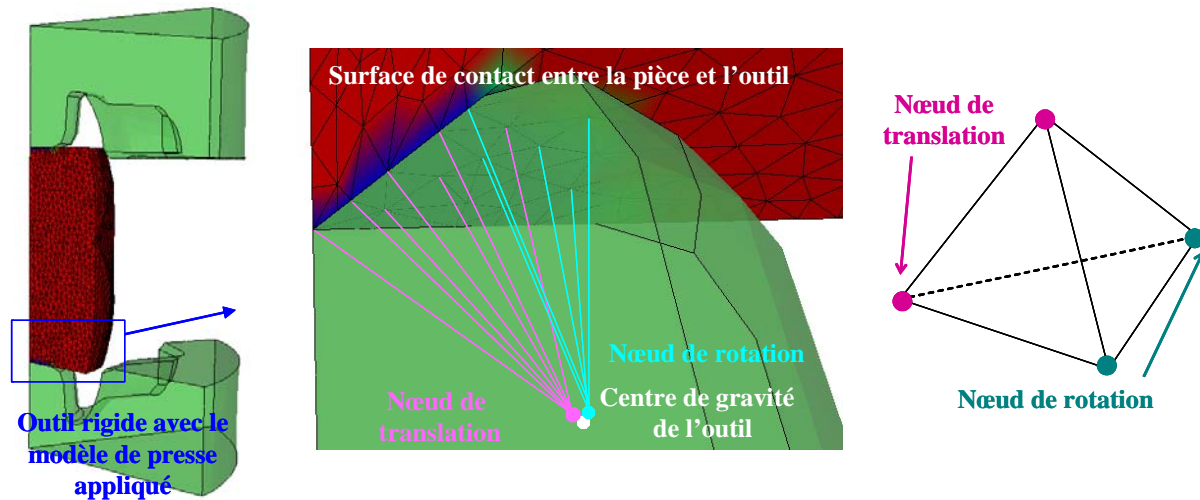 Outil rigide avec le
modèle de presse
appliqué
Surface de contact entre la pièce et l’outil
Nœud de rotation
Nœud de
translation
Centre de gravité
de l’outil
Nœud de
translation
Nœud de rotation